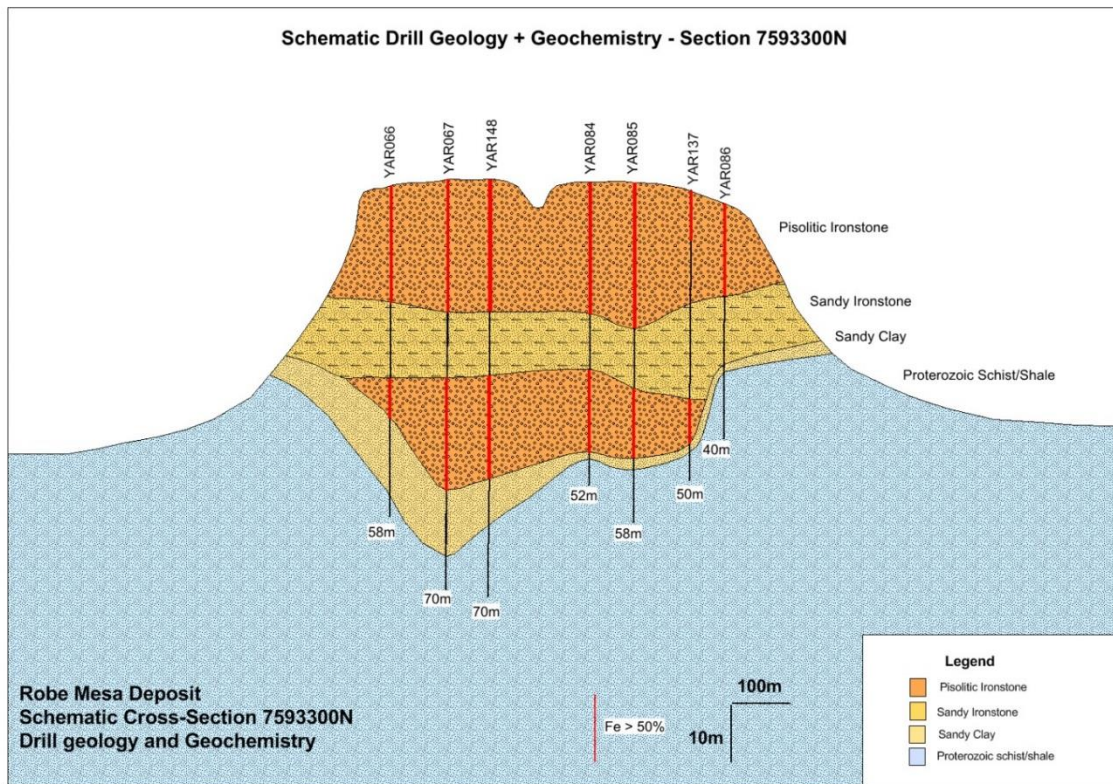 Schematic Drill Geology + Geochemistry - Section 7593300N
YAR066
YAR067
YAR148
YAR084
YAR085
YAR137
YAR086
Pisolitic Ironstone
Sandy Ironstone
Sandy Clay
Proterozoic Schist/Shale
40m
50m
52m
58m
58m
70m
70m
Robe Mesa Deposit
Schematic Cross-Section 7593300N
Drill geology and Geochemistry
Fe > 50%
100m
10m
Legend
Pisolitic Ironstone
Sandy Ironstone
Sandy Clay
Proterozoic schist/shale